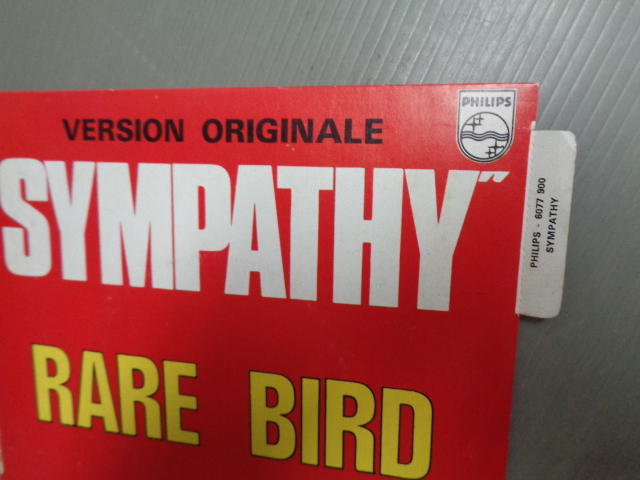 VERSION ORIGINALE
PHILIPS
SYMPATHY"
RARE BIRD
PHILIPS - 6077 900
SYMPATHY